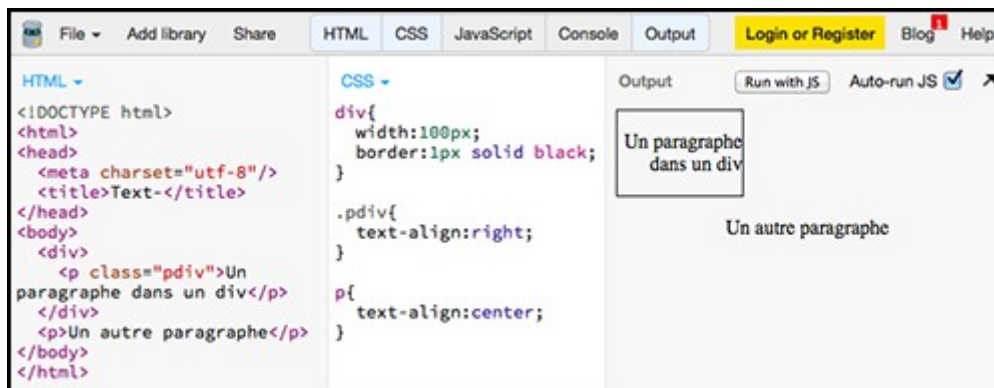 File Add library Share HTML CSS JavaScript Console Output Login or Register Blog 1 Help
HTML
<!DOCTYPE html>
<html>
<head>
<meta charset="utf-8"/>
<title>Text-</title>
</head>
<body>
<div>
<p class="pdiv">Un
paragraphe dans un div</p>
</div>
<p>Un autre paragraphe</p>
</body>
</html>
CSS
div{
width:100px;
border:1px solid black;
}
.pdiv{
text-align:right;
}
p{
text-align:center;
}
Output Run with JS Auto-run JS
Un paragraphe
dans un div
Un autre paragraphe